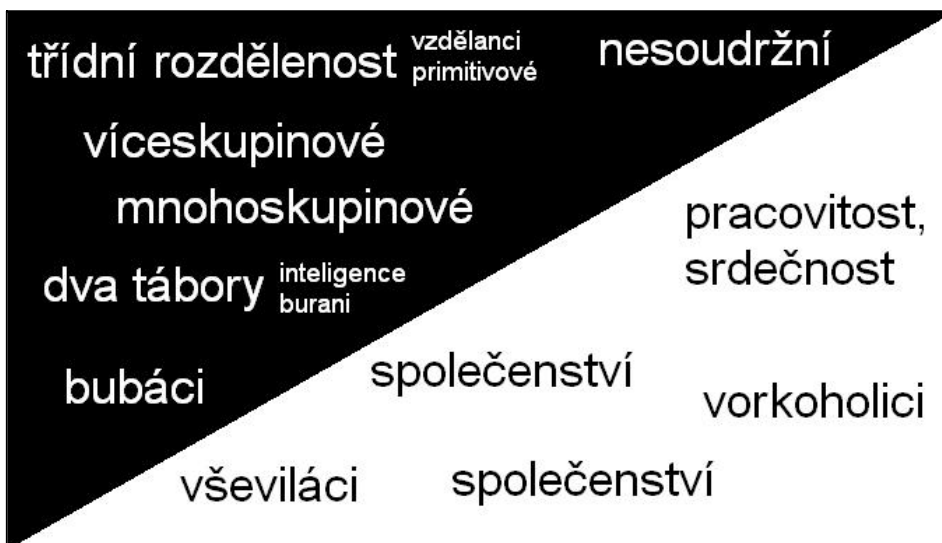 třídní rozdělenost
vzdělanci
primitivové
nesoudržní
víceskupinové
mnohoskupinové
pracovitost,
srdečnost
dva tábory
inteligence
burani
bubáci
společenství
vorkoholici
vševiláci
společenství